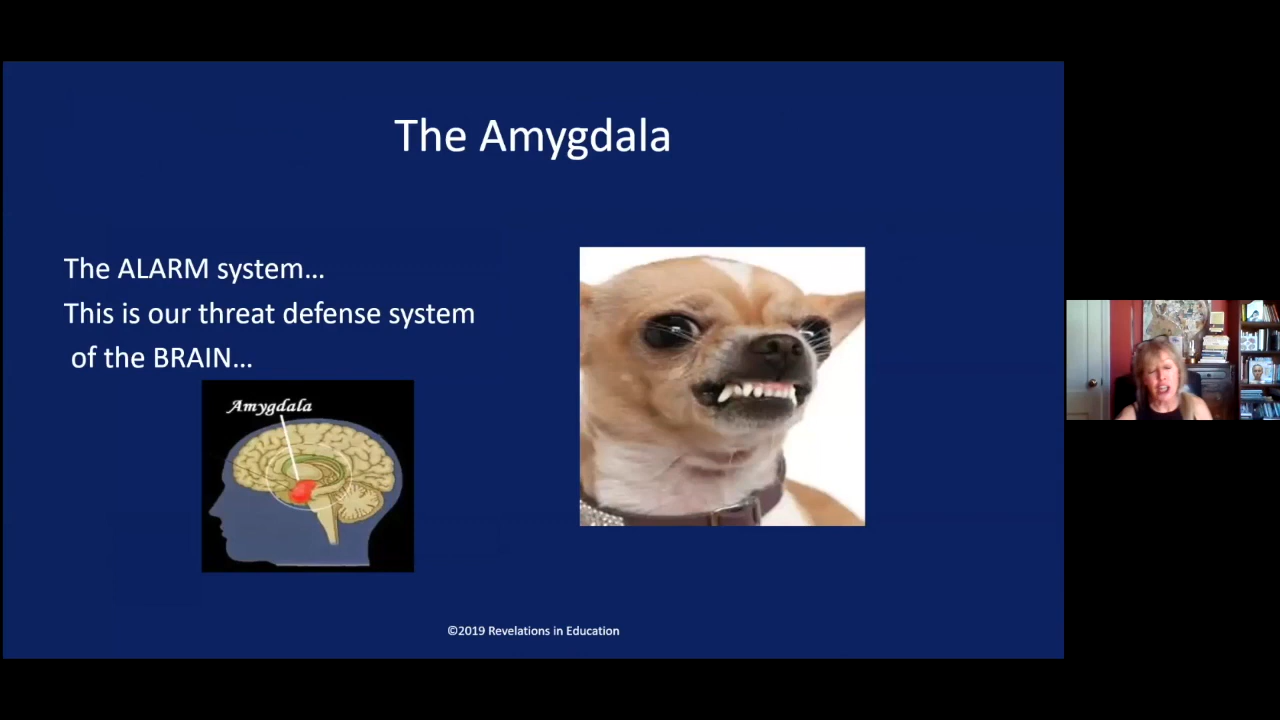 The Amygdala
The ALARM system...
This is our threat defense system
of the BRAIN...
Amygdala
©2019 Revelations in Education